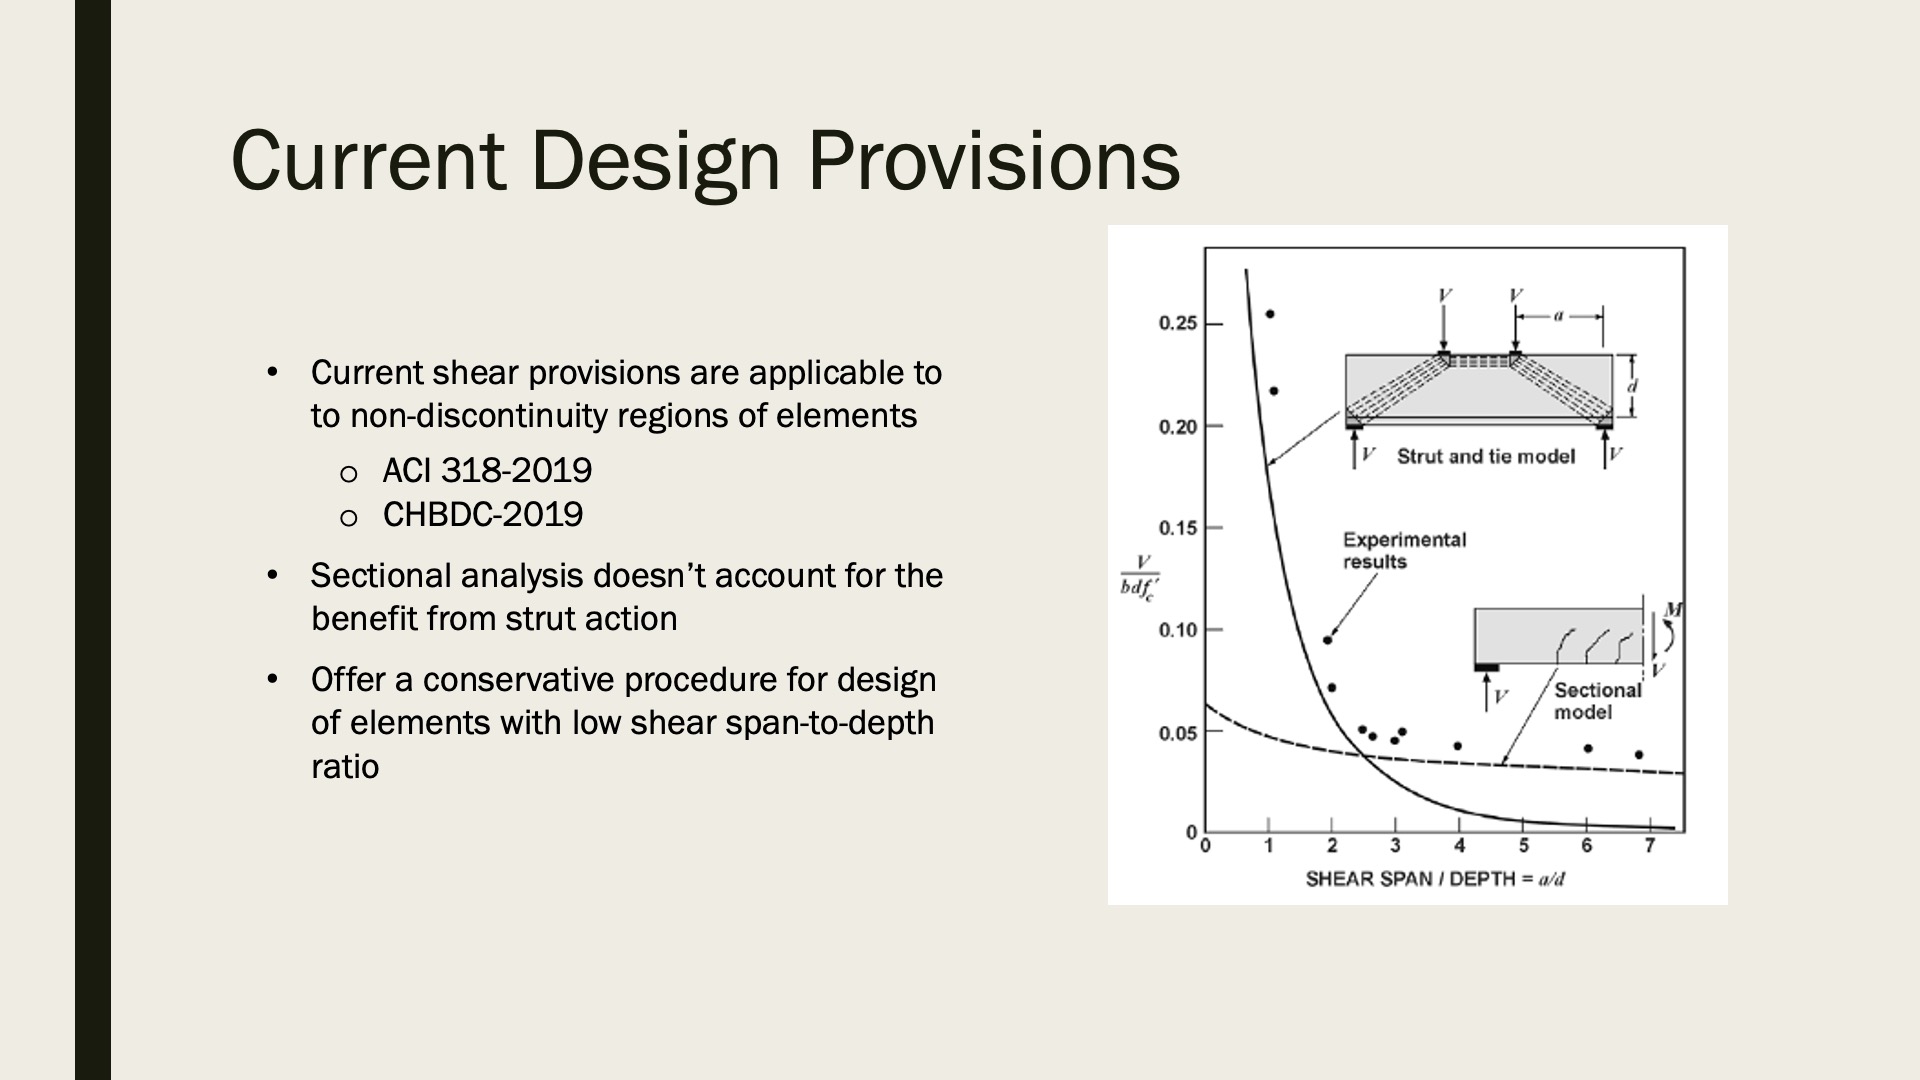 Current Design Provisions
• Current shear provisions are applicable to
to non-discontinuity regions of elements
o ACI 318-2019
o CHBDC-2019
• Sectional analysis doesn’t account for the
benefit from strut action
• Offer a conservative procedure for design
of elements with low shear span-to-depth
ratio
V V
a
0.25
d
0.20
V Strut and tie model V
0.15
Experimental
results
V
bdf′c
M
0.10
V
V
Sectional
model
0.05
0
0 1 2 3 4 5 6 7
SHEAR SPAN / DEPTH = a/d